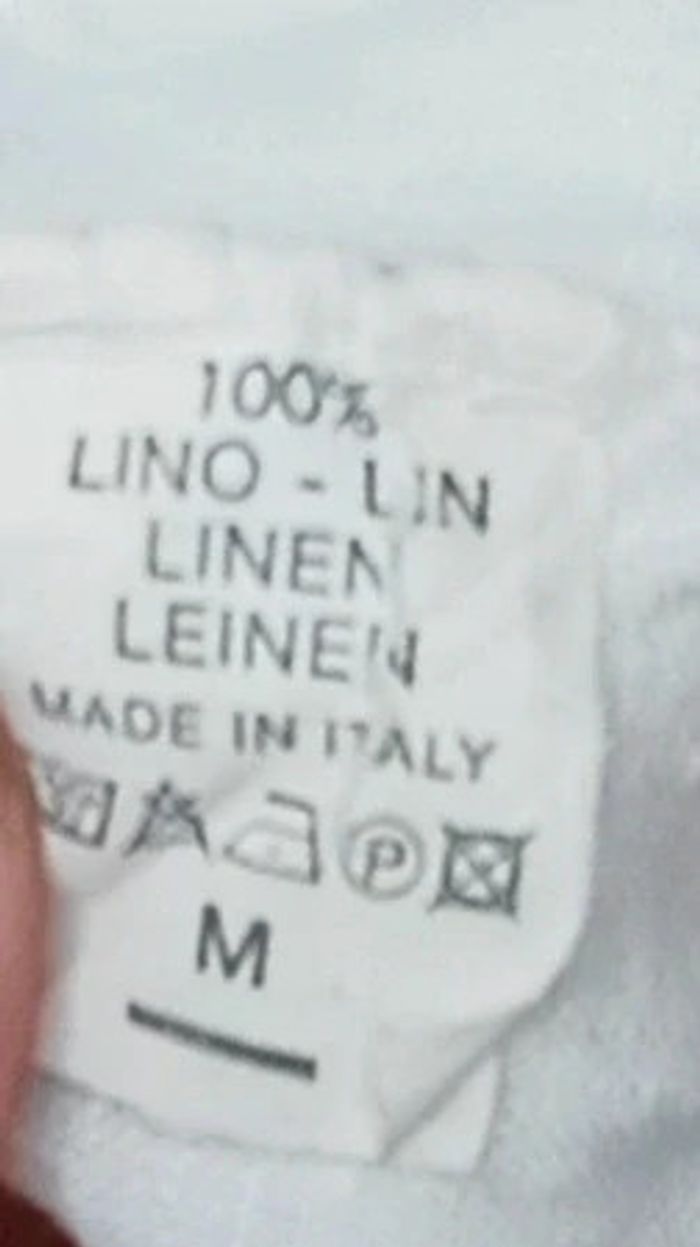 100%
LINO - LIN
LINEN
LEINEN
MADE IN ITALY
P
M